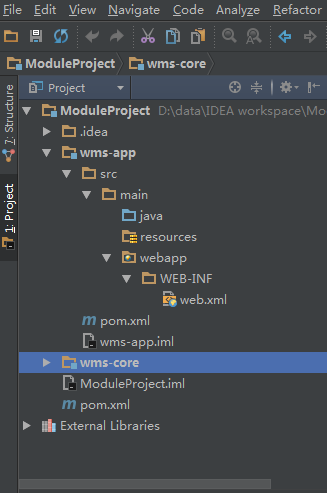 File Edit View Navigate Code Analyze Refactor
ModuleProject wms-core
Project
7: Structure
1: Project
ModuleProject D:\data\IDEA workspace\Mo
.idea
wms-app
src
main
java
resources
webapp
WEB-INF
web.xml
pom.xml
wms-app.iml
wms-core
ModuleProject.iml
pom.xml
External Libraries